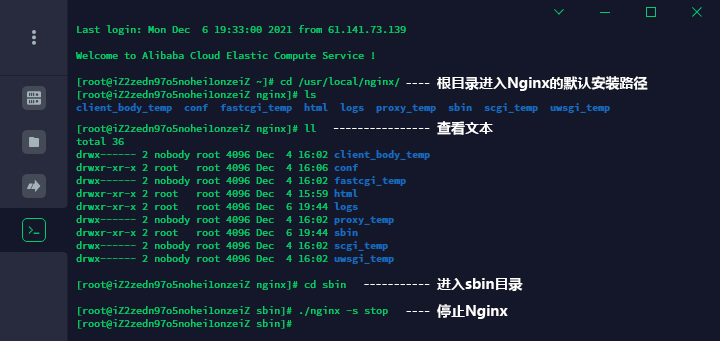 Last login: Mon Dec  6 19:33:00 2021 from 61.141.73.139
Welcome to Alibaba Cloud Elastic Compute Service !
[root@iZ2zedn97o5nohei1onzeiZ ~]# cd /usr/local/nginx/ ---- 根目录进入Nginx的默认安装路径
[root@iZ2zedn97o5nohei1onzeiZ nginx]# ls
client_body_temp  conf  fastcgi_temp  html  logs  proxy_temp  sbin  scgi_temp  uwsgi_temp
[root@iZ2zedn97o5nohei1onzeiZ nginx]# ll ---------------- 查看文本
total 36
drwx------ 2 nobody root 4096 Dec  4 16:02 client_body_temp
drwxr-xr-x 2 root   root 4096 Dec  4 16:06 conf
drwx------ 2 nobody root 4096 Dec  4 16:02 fastcgi_temp
drwxr-xr-x 2 root   root 4096 Dec  4 15:59 html
drwxr-xr-x 2 root   root 4096 Dec  6 19:44 logs
drwx------ 2 nobody root 4096 Dec  4 16:02 proxy_temp
drwxr-xr-x 2 root   root 4096 Dec  6 19:44 sbin
drwx------ 2 nobody root 4096 Dec  4 16:02 scgi_temp
drwx------ 2 nobody root 4096 Dec  4 16:02 uwsgi_temp
[root@iZ2zedn97o5nohei1onzeiZ nginx]# cd sbin ----------- 进入sbin目录
[root@iZ2zedn97o5nohei1onzeiZ sbin]# ./nginx -s stop ---- 停止Nginx
[root@iZ2zedn97o5nohei1onzeiZ sbin]#